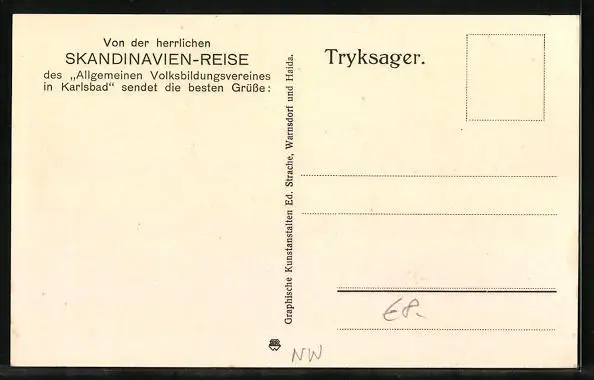 Von der herrlichen
SKANDINAVIEN-REISE
des „Allgemeinen Volksbildungsvereines
in Karlsbad“ sendet die besten Grüße:
Graphische Kunstanstalten Ed. Strache, Warnsdorf und Haida.
Tryksager.
€8.-
NW